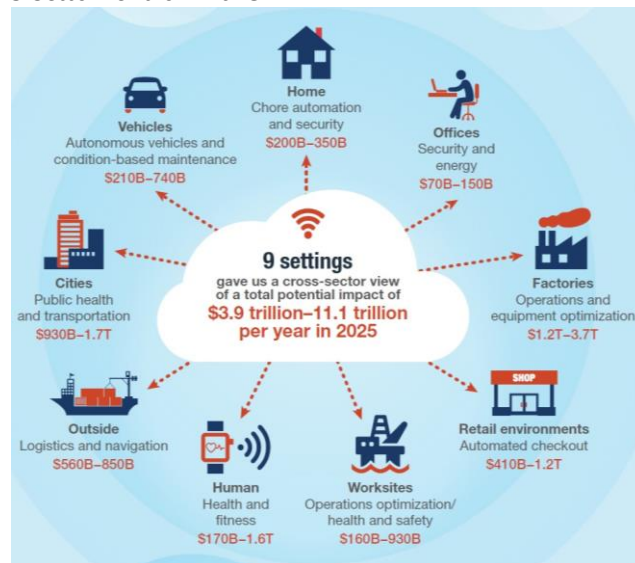 Home
Chore automation
and security
$200B–350B
Vehicles
Autonomous vehicles and
condition-based maintenance
$210B–740B
Offices
Security and
energy
$70B–150B
9 settings
gave us a cross-sector view
of a total potential impact of
$3.9 trillion–11.1 trillion
per year in 2025
Cities
Public health
and transportation
$930B–1.7T
Factories
Operations and
equipment optimization
$1.2T–3.7T
SHOP
Outside
Logistics and navigation
$560B–850B
Retail environments
Automated checkout
$410B–1.2T
Human
Health and
fitness
$170B–1.6T
Worksites
Operations optimization/
health and safety
$160B–930B